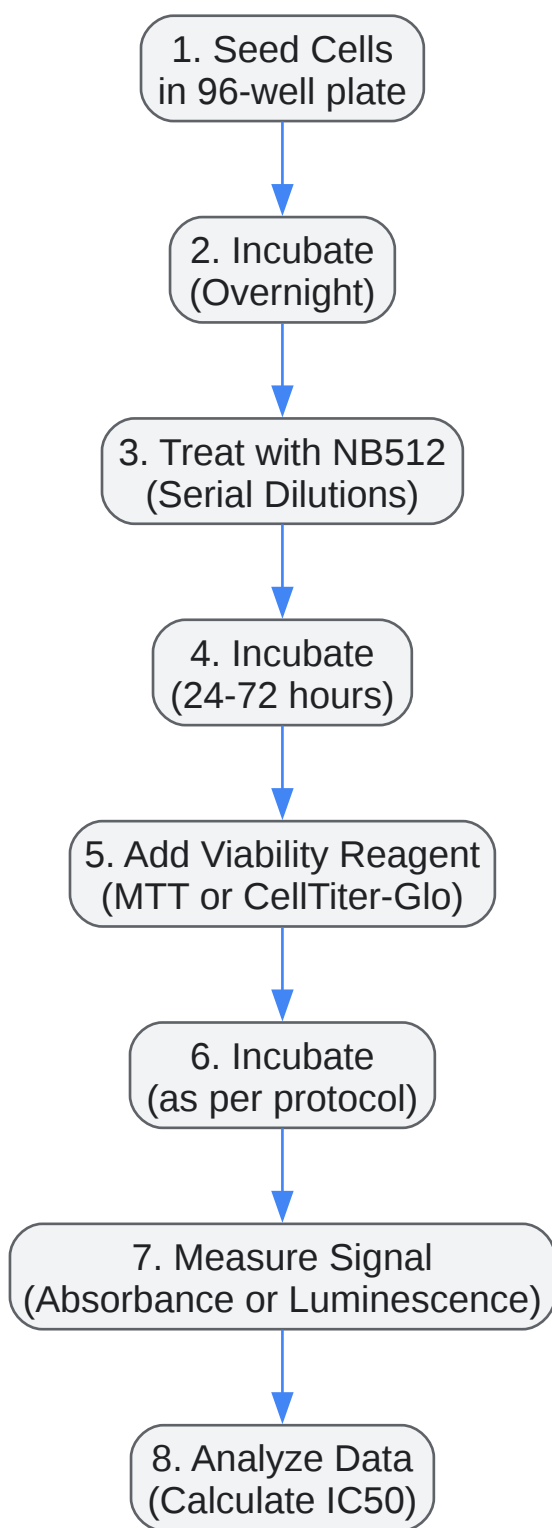 1. Seed Cells
in 96-well plate
2. Incubate
(Overnight)
3. Treat with NB512
(Serial Dilutions)
4. Incubate
(24-72 hours)
5. Add Viability Reagent
(MTT or CellTiter-Glo)
6. Incubate
(as per protocol)
7. Measure Signal
(Absorbance or Luminescence)
8. Analyze Data
(Calculate IC50)